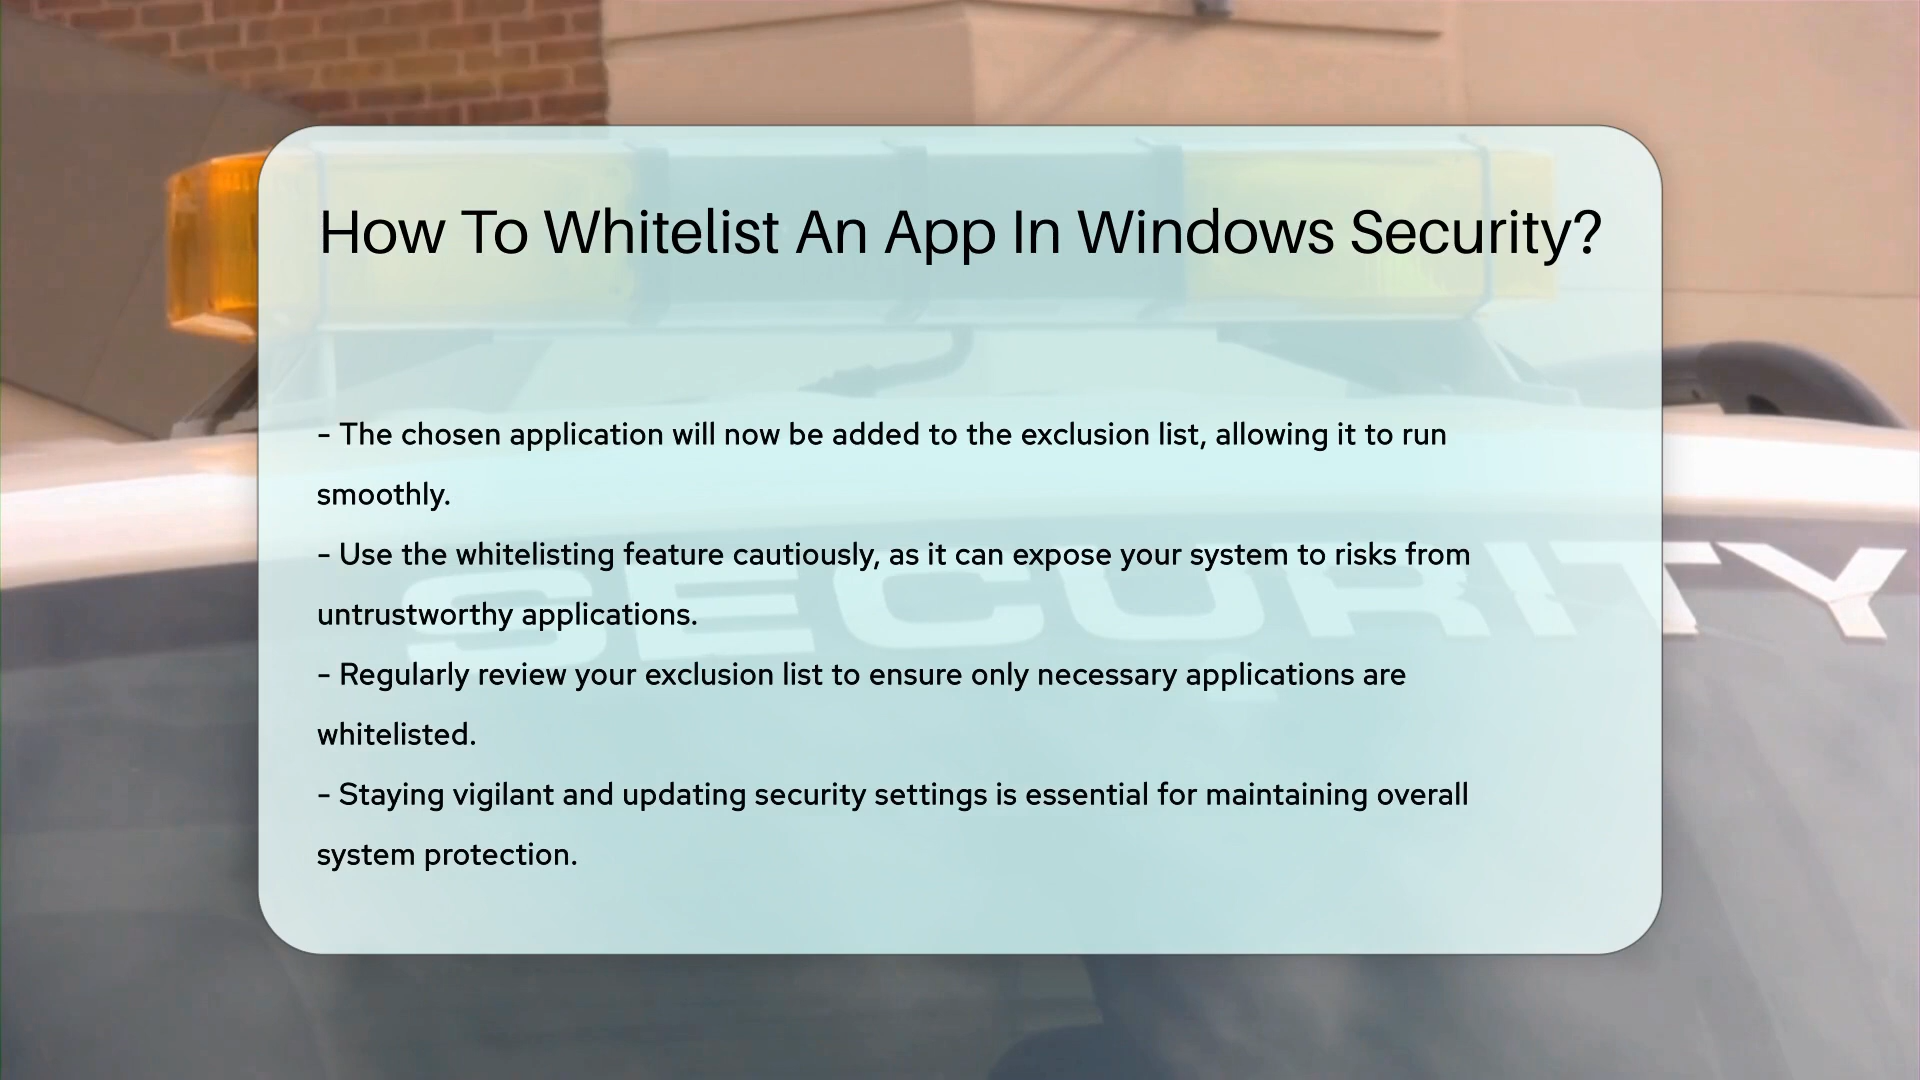 How To Whitelist An App In Windows Security?
- The chosen application will now be added to the exclusion list, allowing it to run
smoothly.
- Use the whitelisting feature cautiously, as it can expose your system to risks from
untrustworthy applications.
SECURITY
- Regularly review your exclusion list to ensure only necessary applications are
whitelisted.
- Staying vigilant and updating security settings is essential for maintaining overall
system protection.